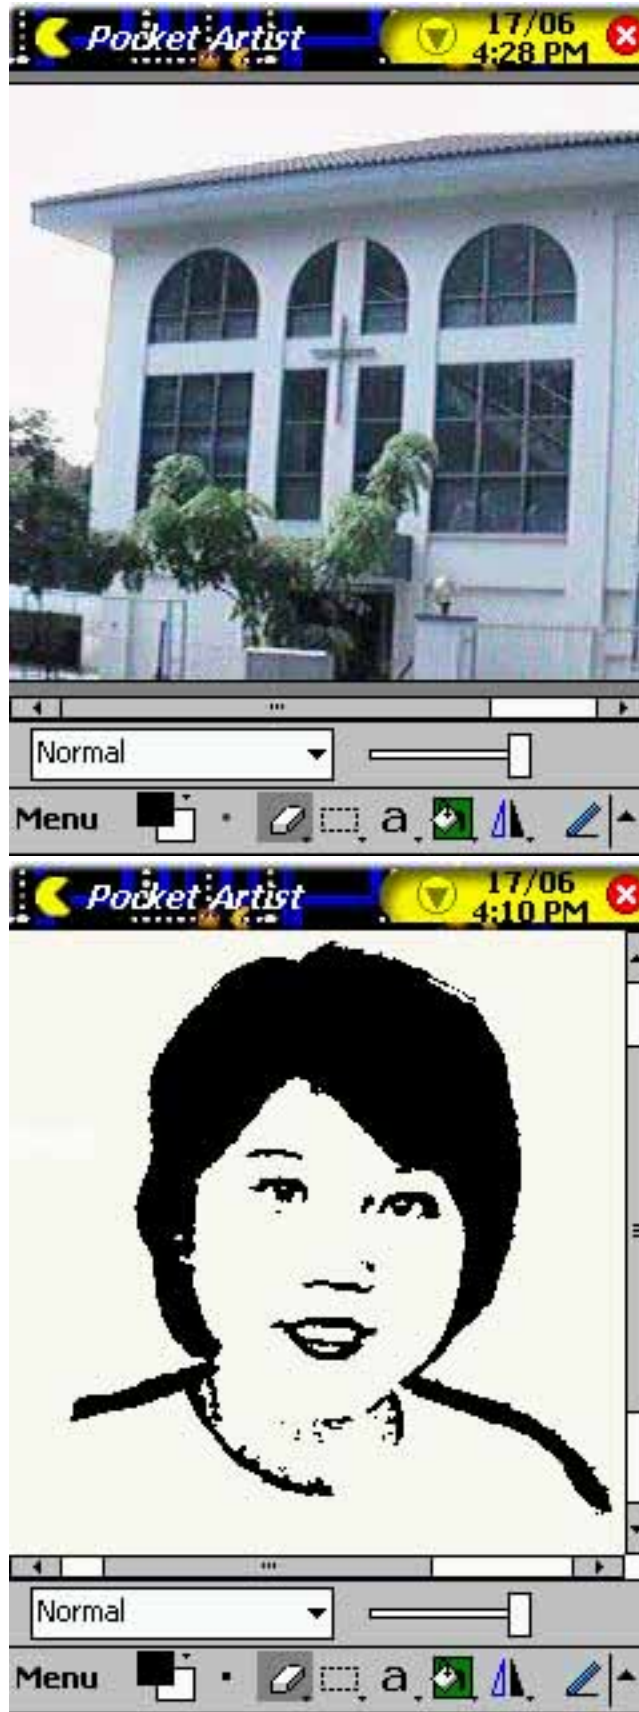 Pocket Artist
17/06
4:28 PM
Normal
Menu
a
Pocket Artist
17/06
4:10 PM
Normal
Menu
a